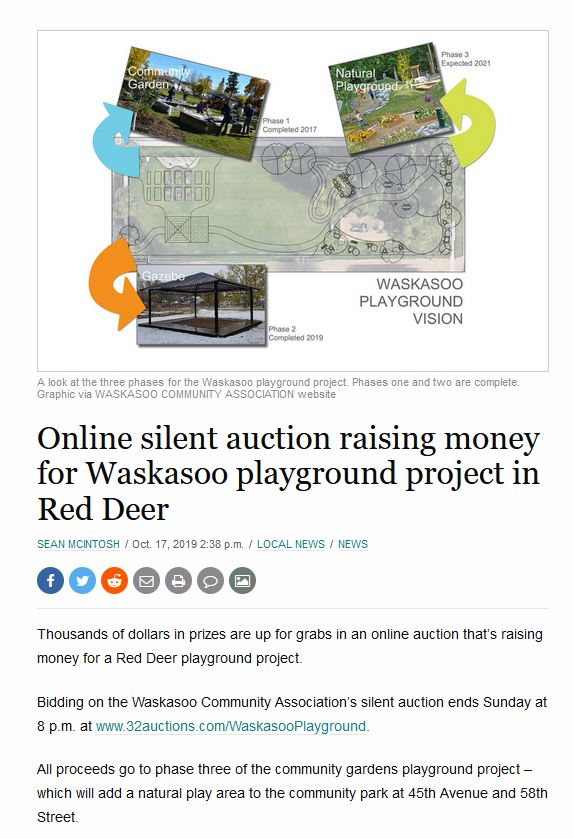 Community
Garden
Phase 1
Completed 2017
Natural
Playground
Phase 3
Expected 2021
Gazebo
Phase 2
Completed 2019
WASKASOO
PLAYGROUND
VISION
A look at the three phases for the Waskasoo playground project. Phases one and two are complete.
Graphic via WASKASOO COMMUNITY ASSOCIATION website
Online silent auction raising money
for Waskasoo playground project in
Red Deer
SEAN MCINTOSH / Oct. 17, 2019 2:38 p.m. / LOCAL NEWS / NEWS
Thousands of dollars in prizes are up for grabs in an online auction that's raising
money for a Red Deer playground project.
Bidding on the Waskasoo Community Association's silent auction ends Sunday at
8 p.m. at www.32auctions.com/WaskasooPlayground.
All proceeds go to phase three of the community gardens playground project –
which will add a natural play area to the community park at 45th Avenue and 58th
Street.